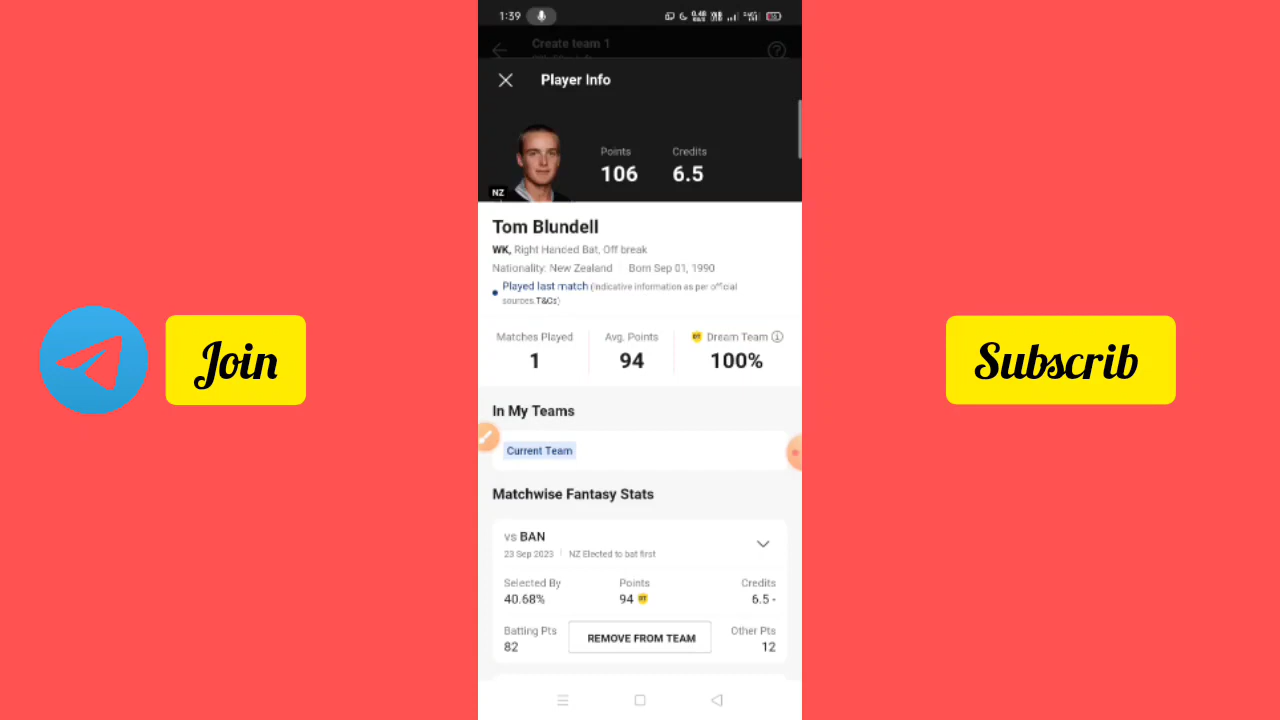 1:39
Create team 1
Player Info
Points
Credits
106
6.5
NZ
Tom Blundell
WK, Right Handed Bat, Off break
Nationality: New Zealand
Born Sep 01, 1990
Played last match (Indicative information as per official
sources.T&Cs)
Matches Played
Avg. Points
DT Dream Team
1
94
100%
In My Teams
Current Team
Matchwise Fantasy Stats
vs BAN
23 Sep 2023
NZ Elected to bat first
Selected By
Points
Credits
40.68%
94 DT
6.5 -
Batting Pts
REMOVE FROM TEAM
Other Pts
82
12
Join
Subscrib